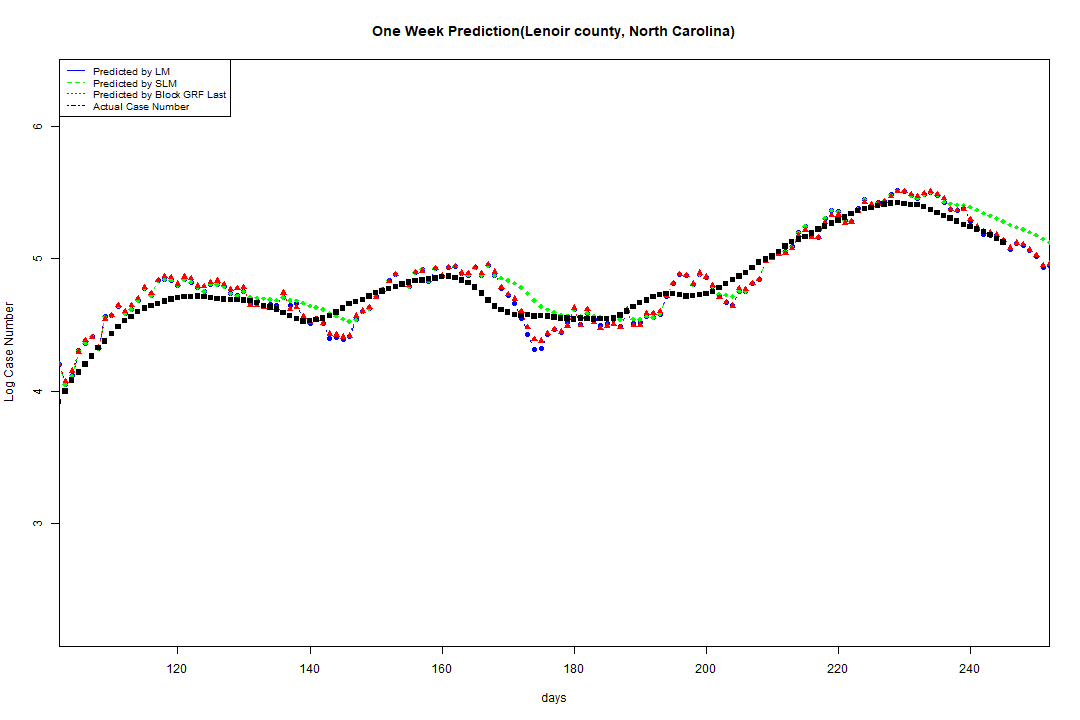 One Week Prediction(Lenoir county, North Carolina)
Predicted by LM
Predicted by SLM
Predicted by Block GRF Last
Actual Case Number
6
5
4
3
Log Case Number
120 140 160 180 200 220 240
days